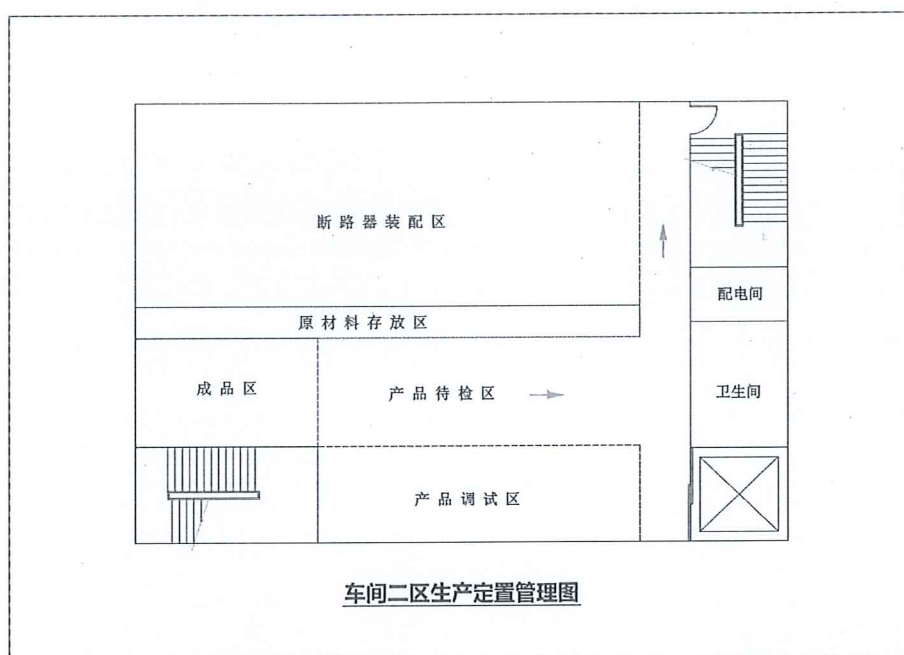 断路器装配区
配电间
原材料存放区
成品区
产品待检区
卫生间
产品调试区
车间二区生产定置管理图